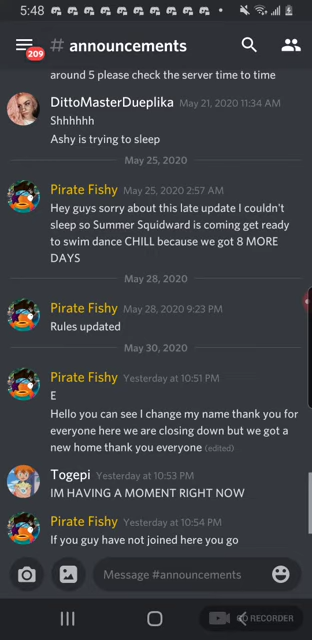 5:48
209
# announcements
around 5 please check the server time to time
DittoMasterDueplika May 21, 2020 11:34 AM
Shhhhhh
Ashy is trying to sleep
May 25, 2020
Pirate Fishy May 25, 2020 2:57 AM
Hey guys sorry about this late update I couldn't
sleep so Summer Squidward is coming get ready
to swim dance CHILL because we got 8 MORE
DAYS
May 28, 2020
Pirate Fishy May 28, 2020 9:23 PM
Rules updated
May 30, 2020
Pirate Fishy Yesterday at 10:51 PM
E
Hello you can see I change my name thank you for
everyone here we are closing down but we got a
new home thank you everyone (edited)
Togepi Yesterday at 10:53 PM
IM HAVING A MOMENT RIGHT NOW
Pirate Fishy Yesterday at 10:54 PM
If you guy have not joined here you go
Message #announcements
RECORDER